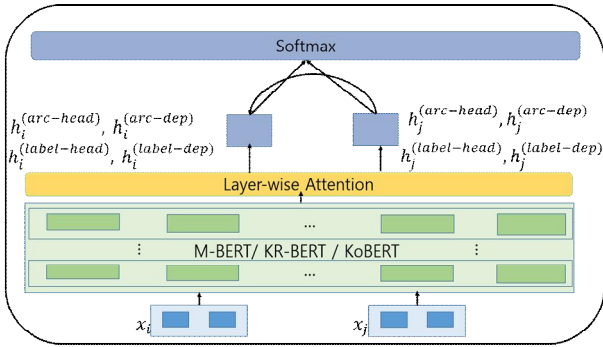 Softmax
h_i^{(arc-head)}, h_i^{(arc-dep)}
h_i^{(label-head)}, h_i^{(label-dep)}
h_j^{(arc-head)}, h_j^{(arc-dep)}
h_j^{(label-head)}, h_j^{(label-dep)}
Layer-wise Attention
...
⋮ M-BERT/ KR-BERT / KoBERT ⋮
...
x_i
x_j